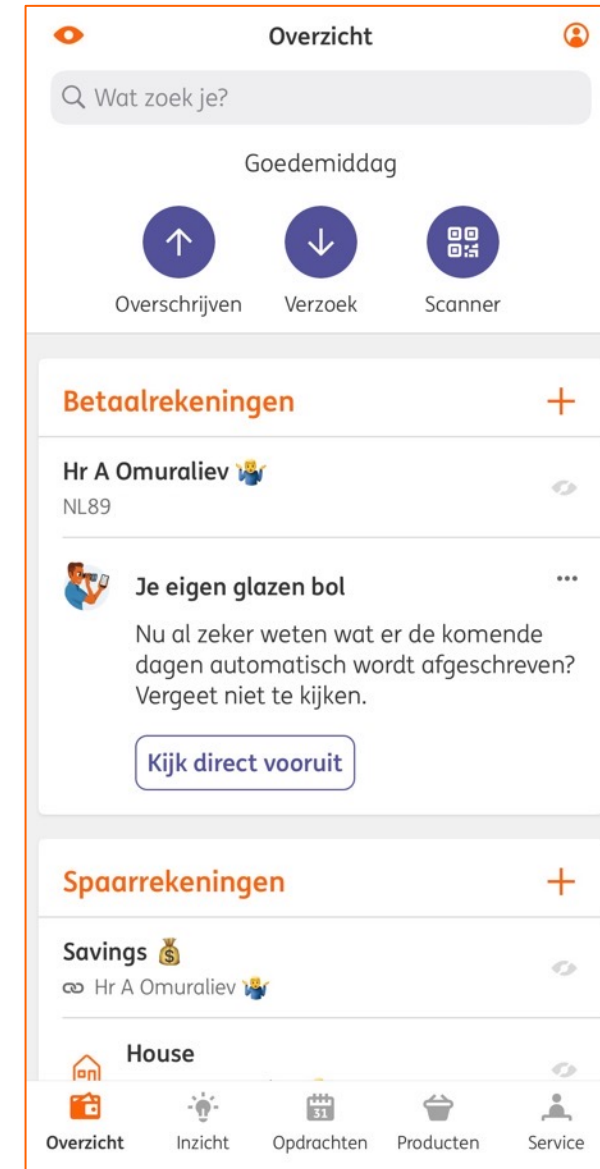 Overzicht
Wat zoek je?
Goedemiddag
Overschrijven Verzoek Scanner
Betaalrekeningen
Hr A Omuraliev 🤷‍♂️
NL89
Je eigen glazen bol
Nu al zeker weten wat er de komende
dagen automatisch wordt afgeschreven?
Vergeet niet te kijken.
Kijk direct vooruit
Spaarrekeningen
Savings 💰
Hr A Omuraliev 🤷‍♂️
House
31
Overzicht Inzicht Opdrachten Producten Service